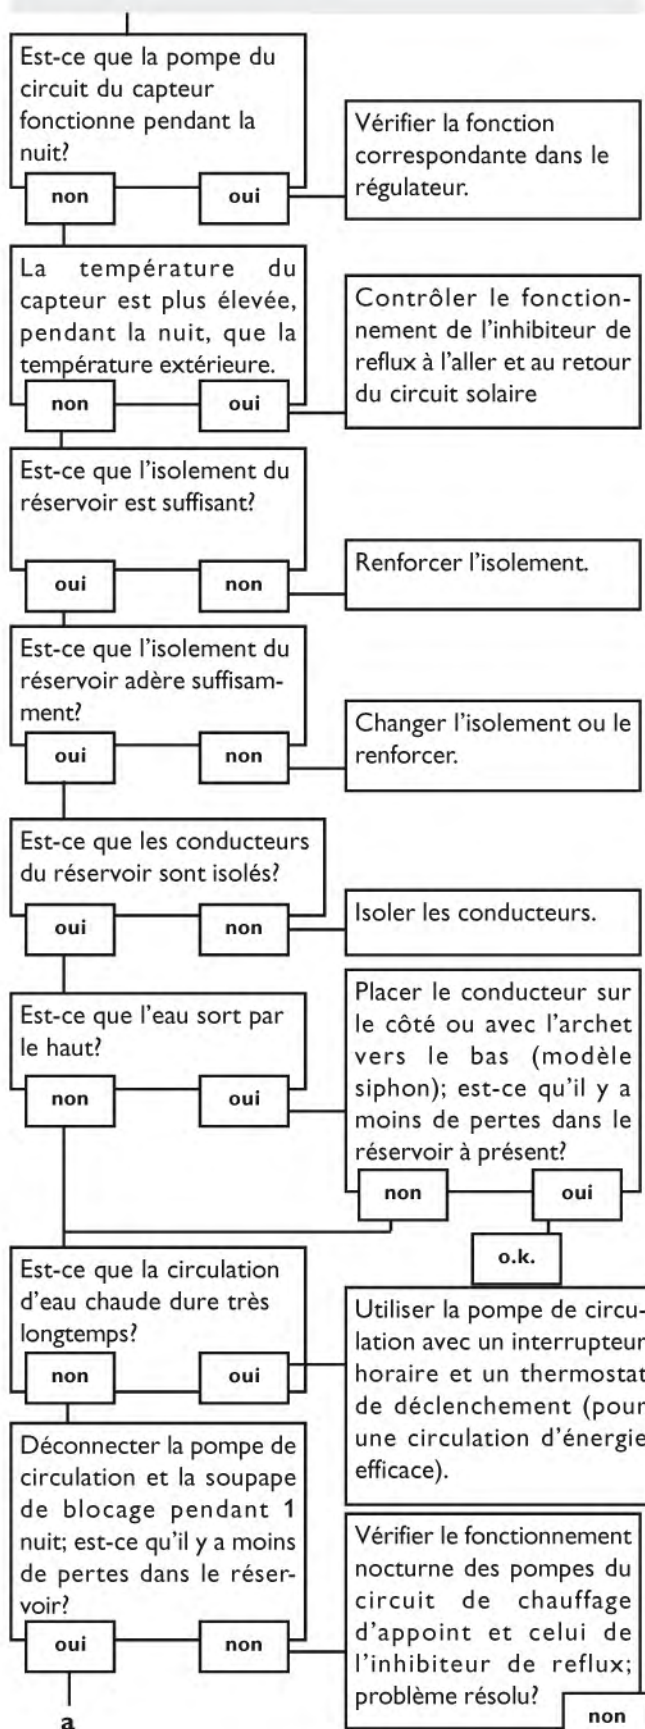 Est-ce que la pompe du
circuit du capteur
fonctionne pendant la
nuit?
non
oui
Vérifier la fonction
correspondante dans le
régulateur.
La température du
capteur est plus élevée,
pendant la nuit, que la
température extérieure.
non
oui
Contrôler le fonction-
nement de l'inhibiteur de
reflux à l'aller et au retour
du circuit solaire
Est-ce que l'isolement du
réservoir est suffisant?
oui
non
Renforcer l'isolement.
Est-ce que l'isolement du
réservoir adère suffisam-
ment?
oui
non
Changer l'isolement ou le
renforcer.
Est-ce que les conducteurs
du réservoir sont isolés?
oui
non
Isoler les conducteurs.
Est-ce que l'eau sort par
le haut?
non
oui
Placer le conducteur sur
le côté ou avec l'archet
vers le bas (modèle
siphon); est-ce qu'il y a
moins de pertes dans le
réservoir à présent?
non
oui
o.k.
Est-ce que la circulation
d'eau chaude dure très
longtemps?
non
oui
Utiliser la pompe de circu-
lation avec un interrupteur
horaire et un thermostat
de déclenchement (pour
une circulation d'énergie
efficace).
Déconnecter la pompe de
circulation et la soupape
de blocage pendant 1
nuit; est-ce qu'il y a moins
de pertes dans le réser-
voir?
oui
non
a
Vérifier le fonctionnement
nocturne des pompes du
circuit de chauffage
d'appoint et celui de
l'inhibiteur de reflux;
problème résolu?
non